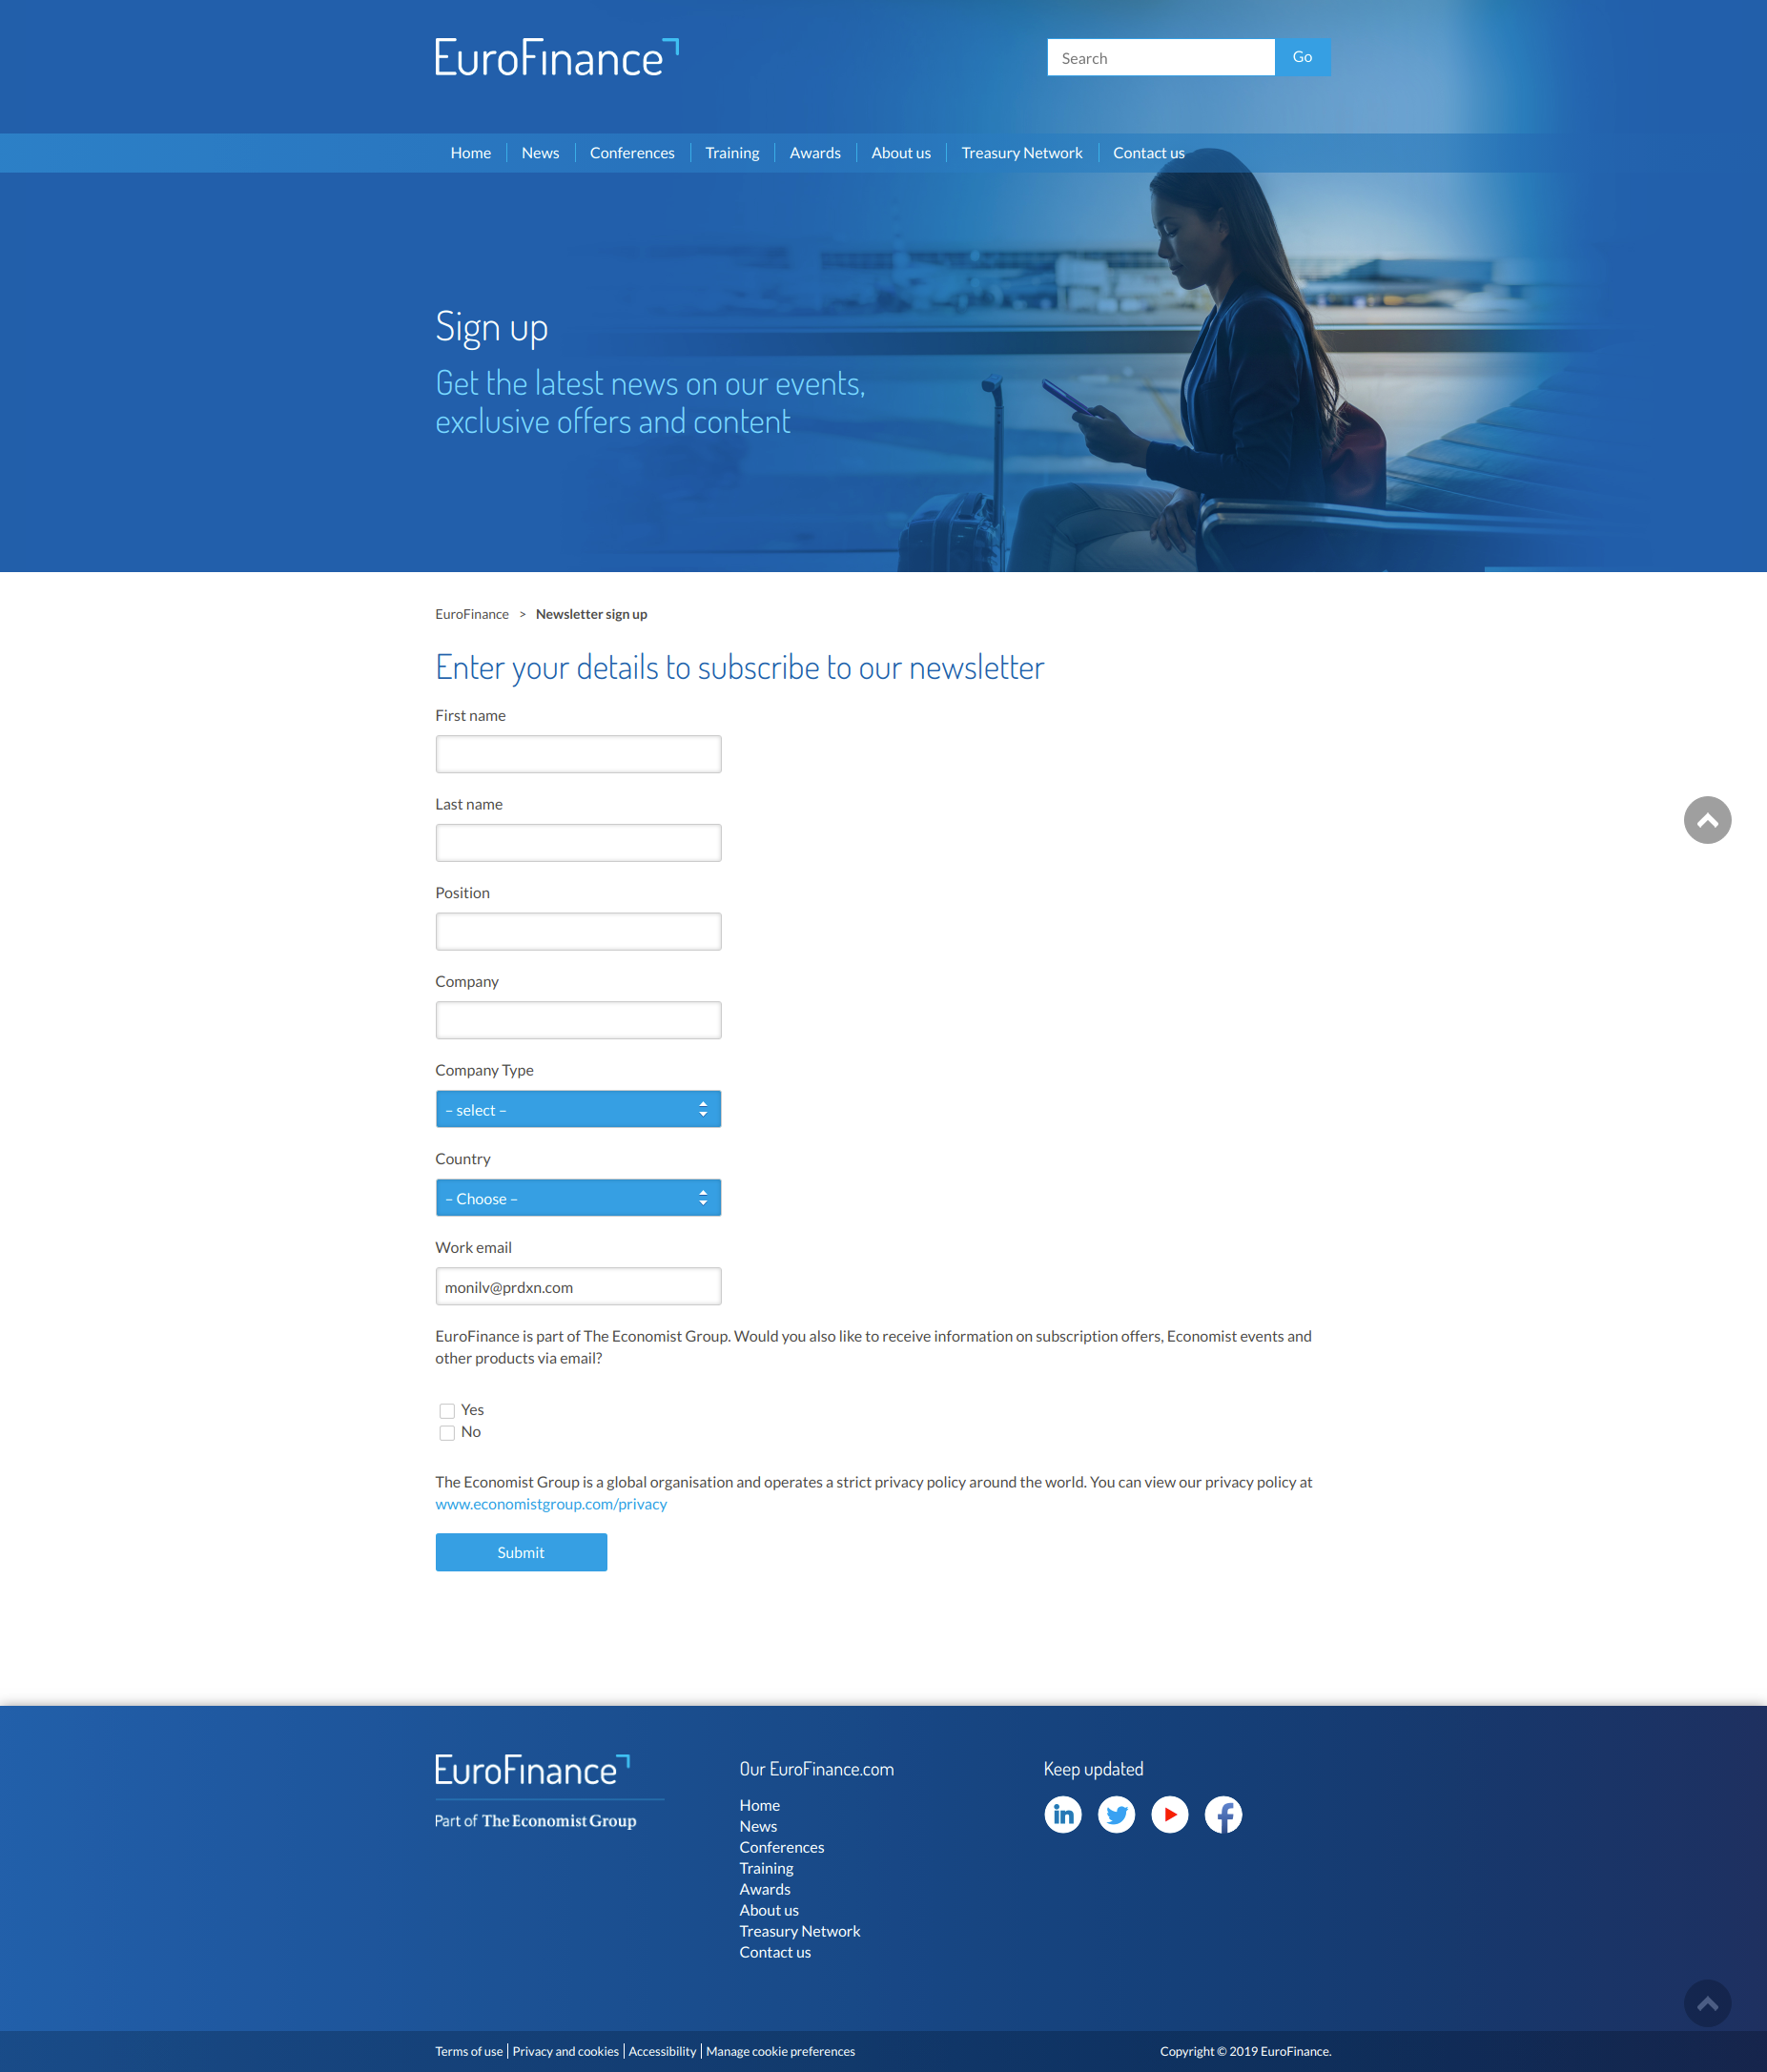 EuroFinance
Search
Go
Home
News
Conferences
Training
Awards
About us
Treasury Network
Contact us
Sign up
Get the latest news on our events,
exclusive offers and content
EuroFinance > Newsletter sign up
Enter your details to subscribe to our newsletter
First name
Last name
Position
Company
Company Type
– select –
Country
– Choose –
Work email
monilv@prdxn.com
EuroFinance is part of The Economist Group. Would you also like to receive information on subscription offers, Economist events and
other products via email?
Yes
No
The Economist Group is a global organisation and operates a strict privacy policy around the world. You can view our privacy policy at
www.economistgroup.com/privacy
Submit
EuroFinance
Part of The Economist Group
Our EuroFinance.com
Home
News
Conferences
Training
Awards
About us
Treasury Network
Contact us
Keep updated
in
f
Terms of use | Privacy and cookies | Accessibility | Manage cookie preferences
Copyright © 2019 EuroFinance.